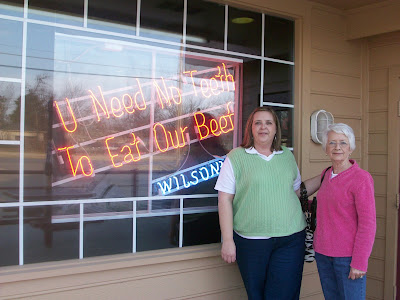 U Need No Teeth
To Eat Our Beef
WILSON